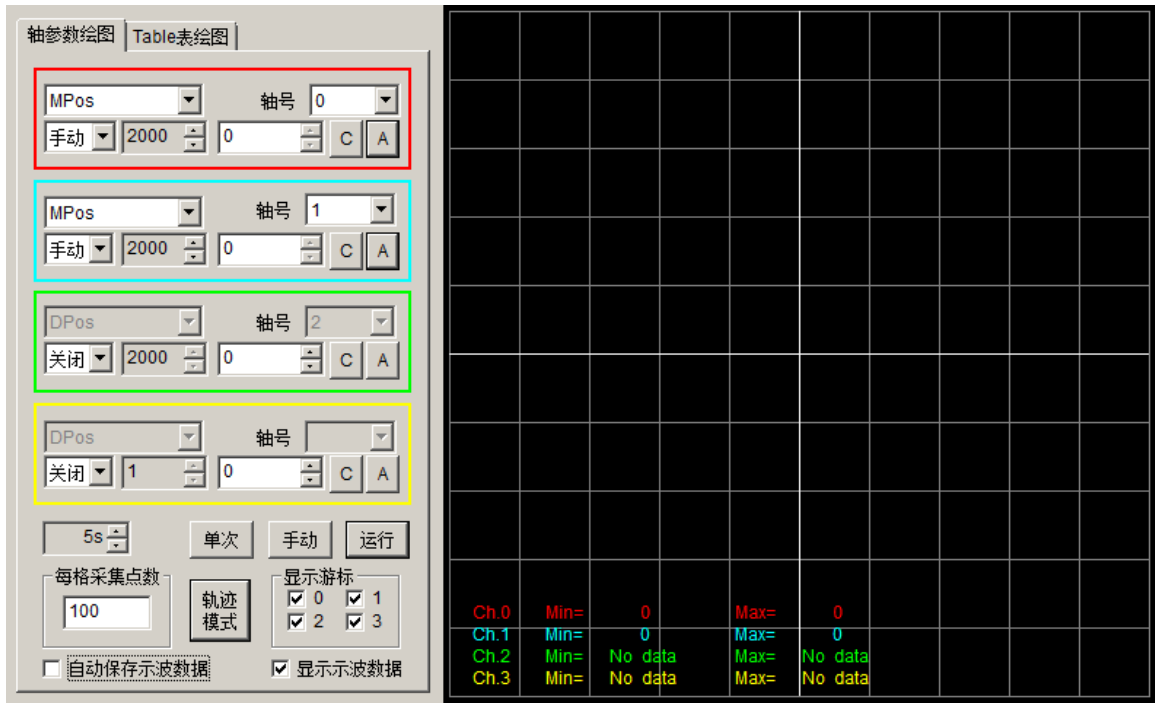 轴参数绘图 Table表绘图
MPos 轴号 0
手动 2000 0 C A
MPos 轴号 1
手动 2000 0 C A
DPos 轴号 2
关闭 2000 0 C A
DPos 轴号
关闭 1 0 C A
5s 单次 手动 运行
每格采集点数
100
轨迹
模式
显示游标
0 1
2 3
自动保存示波数据 显示示波数据
Ch.0 Min= 0 Max= 0
Ch.1 Min= 0 Max= 0
Ch.2 Min= No data Max= No data
Ch.3 Min= No data Max= No data